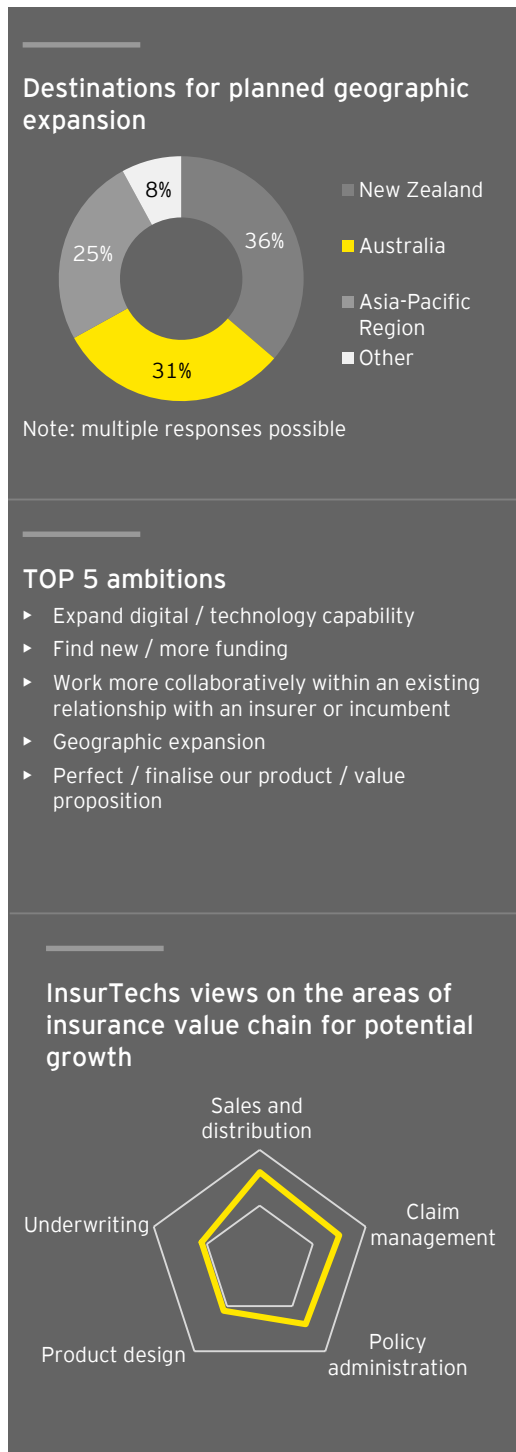 Destinations for planned geographic
expansion
8%
36%
25%
31%
New Zealand
Australia
Asia-Pacific
Region
Other
Note: multiple responses possible
TOP 5 ambitions
Expand digital / technology capability
Find new / more funding
Work more collaboratively within an existing
relationship with an insurer or incumbent
Geographic expansion
Perfect / finalise our product / value
proposition
InsurTechs views on the areas of
insurance value chain for potential
growth
Sales and
distribution
Underwriting
Claim
management
Product design
Policy
administration